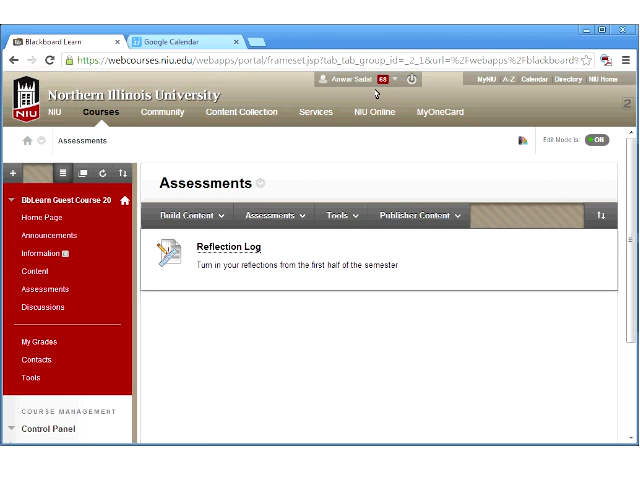 Blackboard Learn
Google Calendar
https://webcourses.niu.edu/webapps/portal/frameset.jsp?tab_tab_group_id=_2_1&url=%2Fwebapps%2Fblackboard%
Anwar Sadat 68
MyNIU A-Z Calendar Directory NIU Home
Northern Illinois University
NIU
NIU Courses Community Content Collection Services NIU Online MyOneCard
2
Assessments
Edit Mode is: ON
Assessments
BbLearn Guest Course 20
Home Page
Announcements
Information
Content
Assessments
Discussions
My Grades
Contacts
Tools
COURSE MANAGEMENT
Control Panel
Build Content Assessments Tools Publisher Content
Reflection Log
Turn in your reflections from the first half of the semester